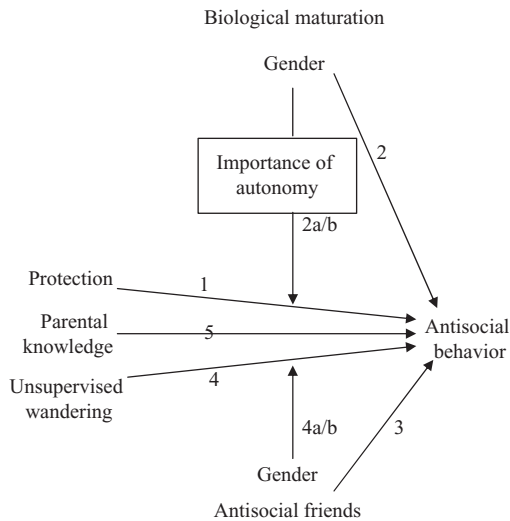 Biological maturation
Gender
Importance of
autonomy
2
2a/b
Protection
1
Parental
knowledge
5
Antisocial
behavior
Unsupervised
wandering
4
4a/b
3
Gender
Antisocial friends